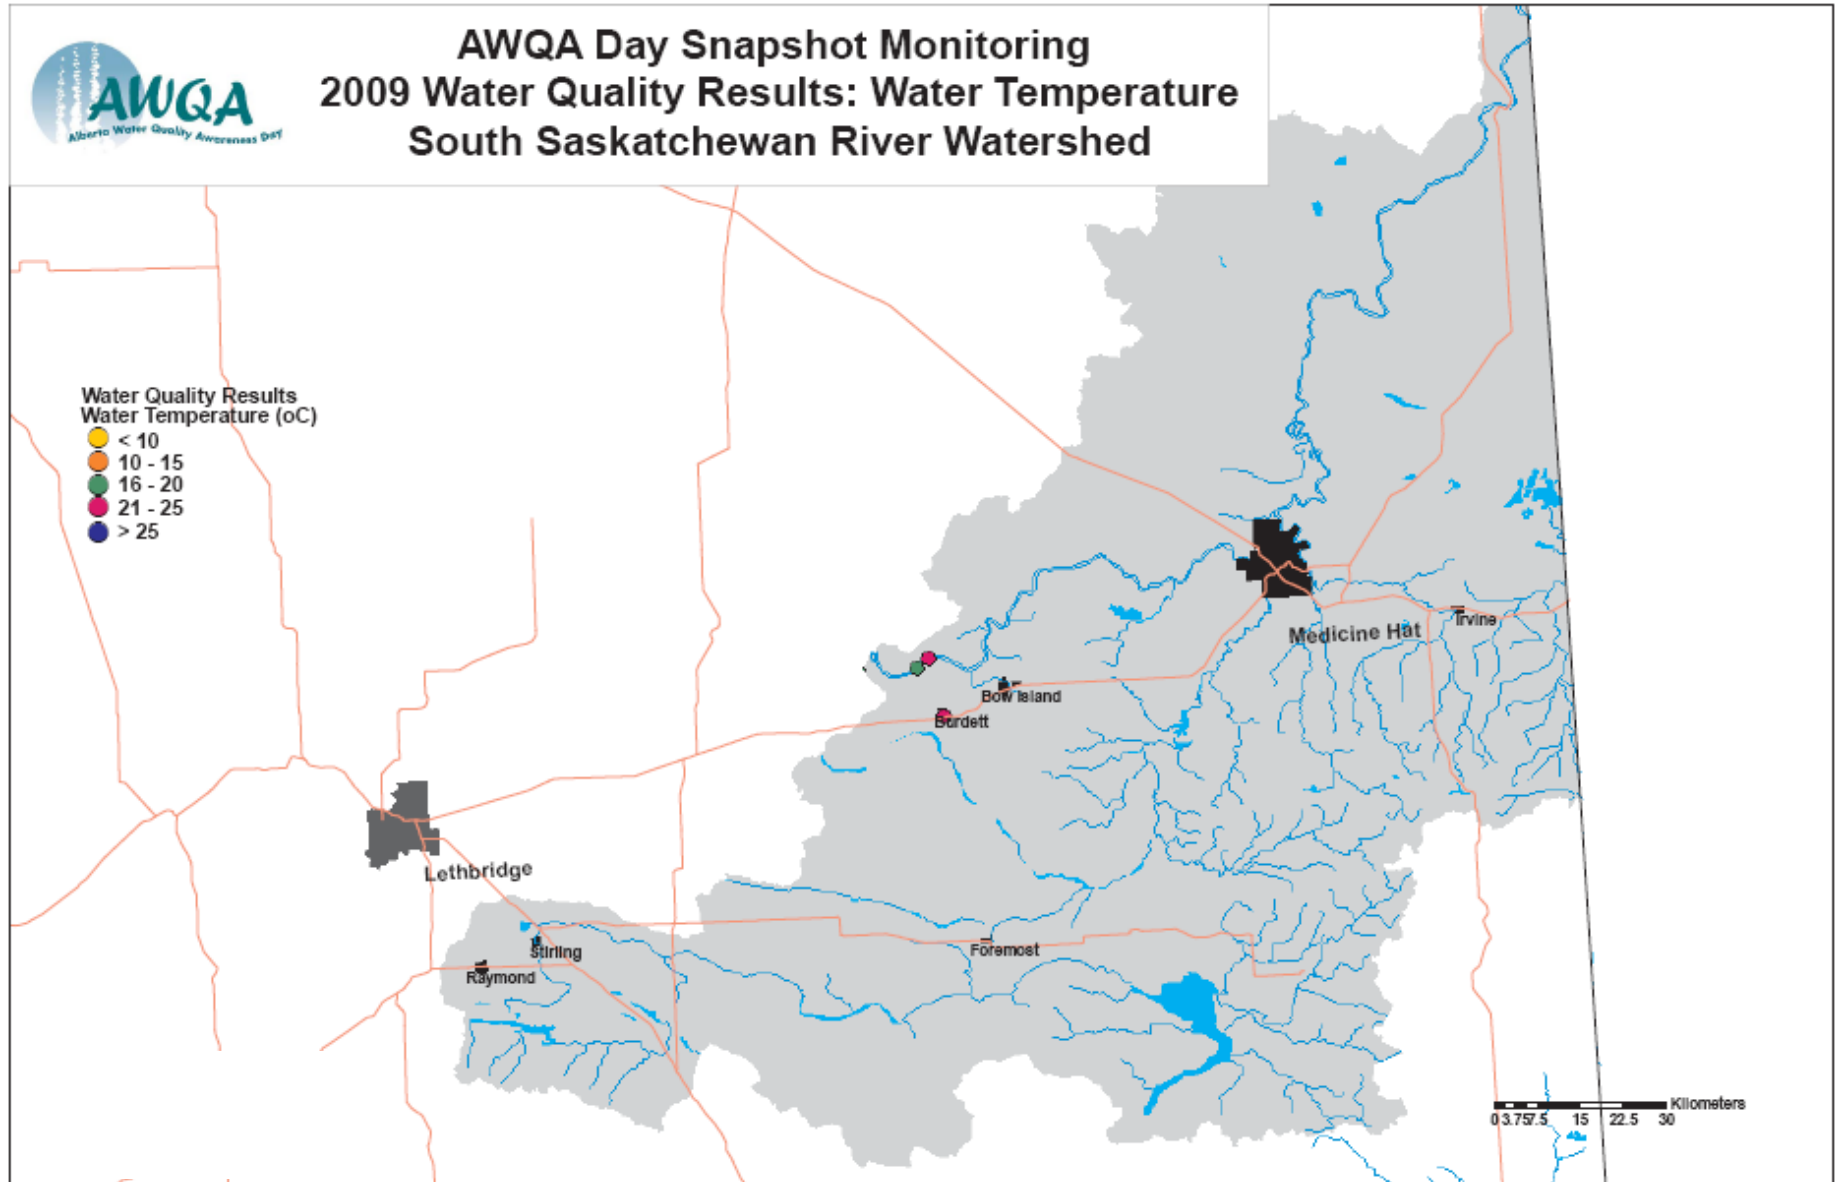 AWQA
Alberta Water Quality Awareness Day
AWQA Day Snapshot Monitoring
2009 Water Quality Results: Water Temperature
South Saskatchewan River Watershed
Water Quality Results
Water Temperature (oC)
< 10
10 - 15
16 - 20
21 - 25
> 25
Medicine Hat
Irvine
Bow Island
Burdett
Lethbridge
Stirling
Foremost
Raymond
Kilometers
0 3.75 7.5 15 22.5 30